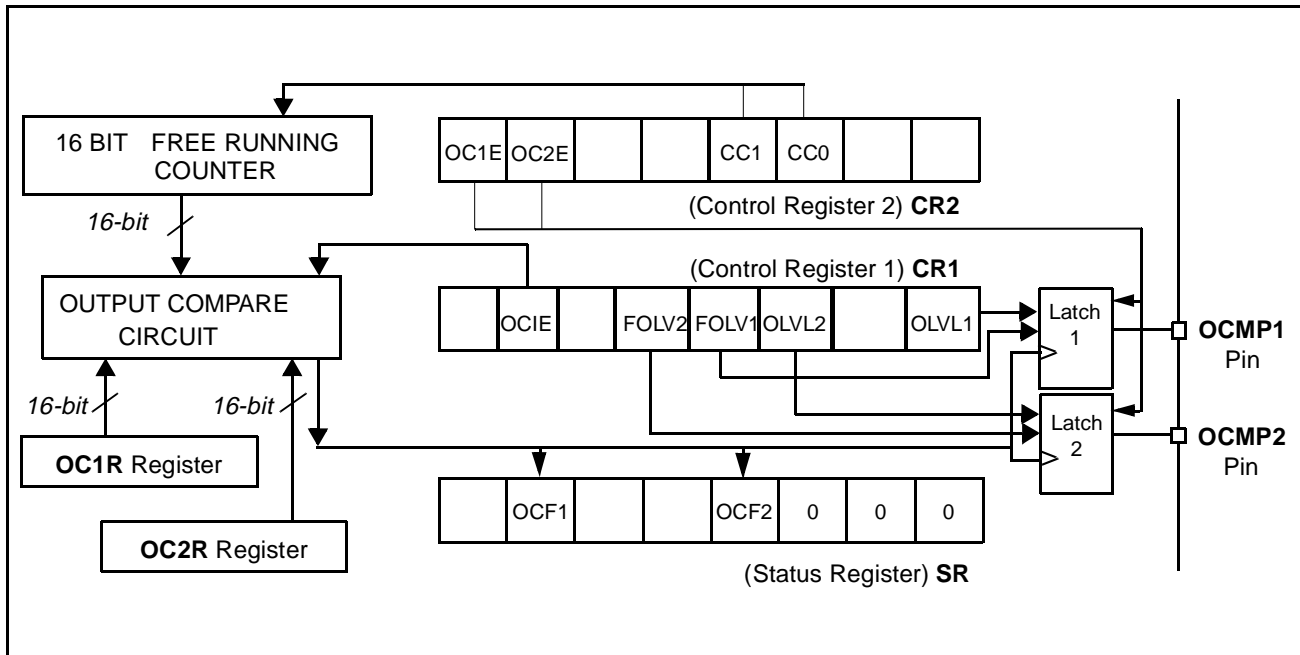 16 BIT FREE RUNNING
COUNTER
OC1E OC2E CC1 CC0
(Control Register 2) CR2
16-bit
(Control Register 1) CR1
OUTPUT COMPARE
CIRCUIT
OCIE FOLV2 FOLV1 OLVL2 OLVL1
Latch
1
OCMP1
Pin
16-bit
16-bit
Latch
2
OCMP2
Pin
OC1R Register
OCF1 OCF2 0 0 0
OC2R Register
(Status Register) SR